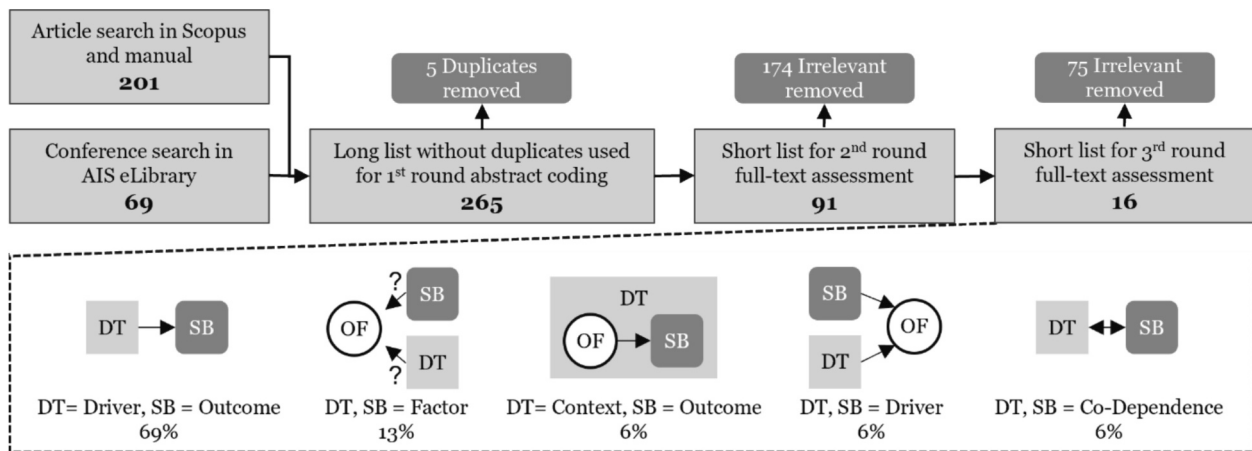 Article search in Scopus
and manual
201
Conference search in
AIS eLibrary
69
5 Duplicates
removed
Long list without duplicates used
for 1st round abstract coding
265
174 Irrelevant
removed
Short list for 2nd round
full-text assessment
91
75 Irrelevant
removed
Short list for 3rd round
full-text assessment
16
DT
SB
DT= Driver, SB = Outcome
69%
?
SB
OF
?
DT
DT, SB = Factor
13%
DT
OF
SB
DT= Context, SB = Outcome
6%
SB
OF
DT
DT, SB = Driver
6%
DT
SB
DT, SB = Co-Dependence
6%